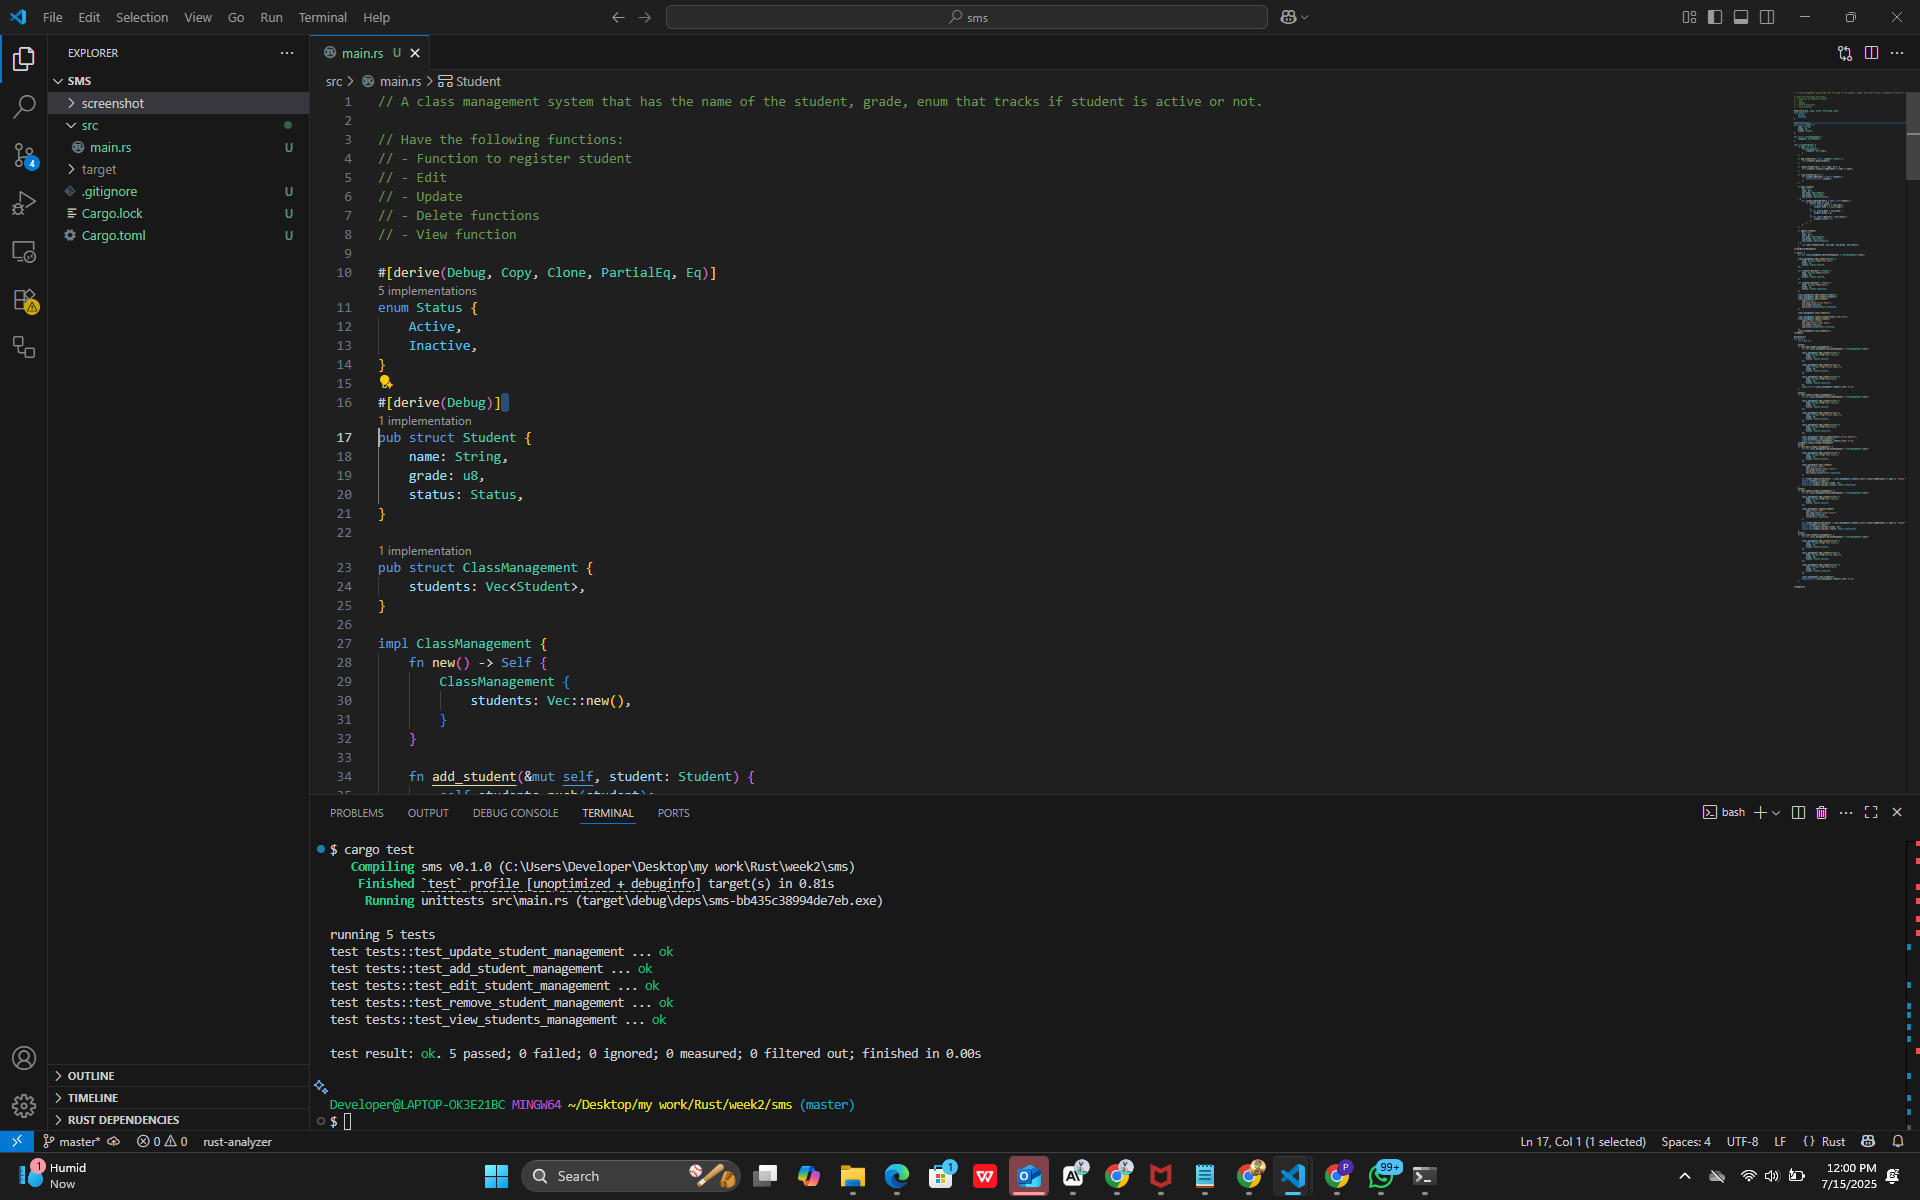 File Edit Selection View Go Run Terminal Help
sms
EXPLORER
SMS
screenshot
src
main.rs U
target
.gitignore U
Cargo.lock U
Cargo.toml U
OUTLINE
TIMELINE
RUST DEPENDENCIES
main.rs U
src > main.rs > Student
1 // A class management system that has the name of the student, grade, enum that tracks if student is active or not.
2
3 // Have the following functions:
4 // - Function to register student
5 // - Edit
6 // - Update
7 // - Delete functions
8 // - View function
9
10 #[derive(Debug, Copy, Clone, PartialEq, Eq)]
5 implementations
11 enum Status {
12 Active,
13 Inactive,
14 }
15
16 #[derive(Debug)]
1 implementation
17 pub struct Student {
18 name: String,
19 grade: u8,
20 status: Status,
21 }
22
1 implementation
23 pub struct ClassManagement {
24 students: Vec<Student>,
25 }
26
27 impl ClassManagement {
28 fn new() -> Self {
29 ClassManagement {
30 students: Vec::new(),
31 }
32 }
33
34 fn add_student(&mut self, student: Student) {
35 self.students.push(student);
PROBLEMS OUTPUT DEBUG CONSOLE TERMINAL PORTS
bash
$ cargo test
Compiling sms v0.1.0 (C:\Users\Developer\Desktop\my work\Rust\week2\sms)
Finished `test` profile [unoptimized + debuginfo] target(s) in 0.81s
Running unittests src\main.rs (target\debug\deps\sms-bb435c38994de7eb.exe)
running 5 tests
test tests::test_update_student_management ... ok
test tests::test_add_student_management ... ok
test tests::test_edit_student_management ... ok
test tests::test_remove_student_management ... ok
test tests::test_view_students_management ... ok
test result: ok. 5 passed; 0 failed; 0 ignored; 0 measured; 0 filtered out; finished in 0.00s
Developer@LAPTOP-OK3E21BC MINGW64 ~/Desktop/my work/Rust/week2/sms (master)
$
master* 0 0 rust-analyzer
Ln 17, Col 1 (1 selected) Spaces: 4 UTF-8 LF {} Rust
4
1
Humid
Now
Search
1
99+
12:00 PM
7/15/2025